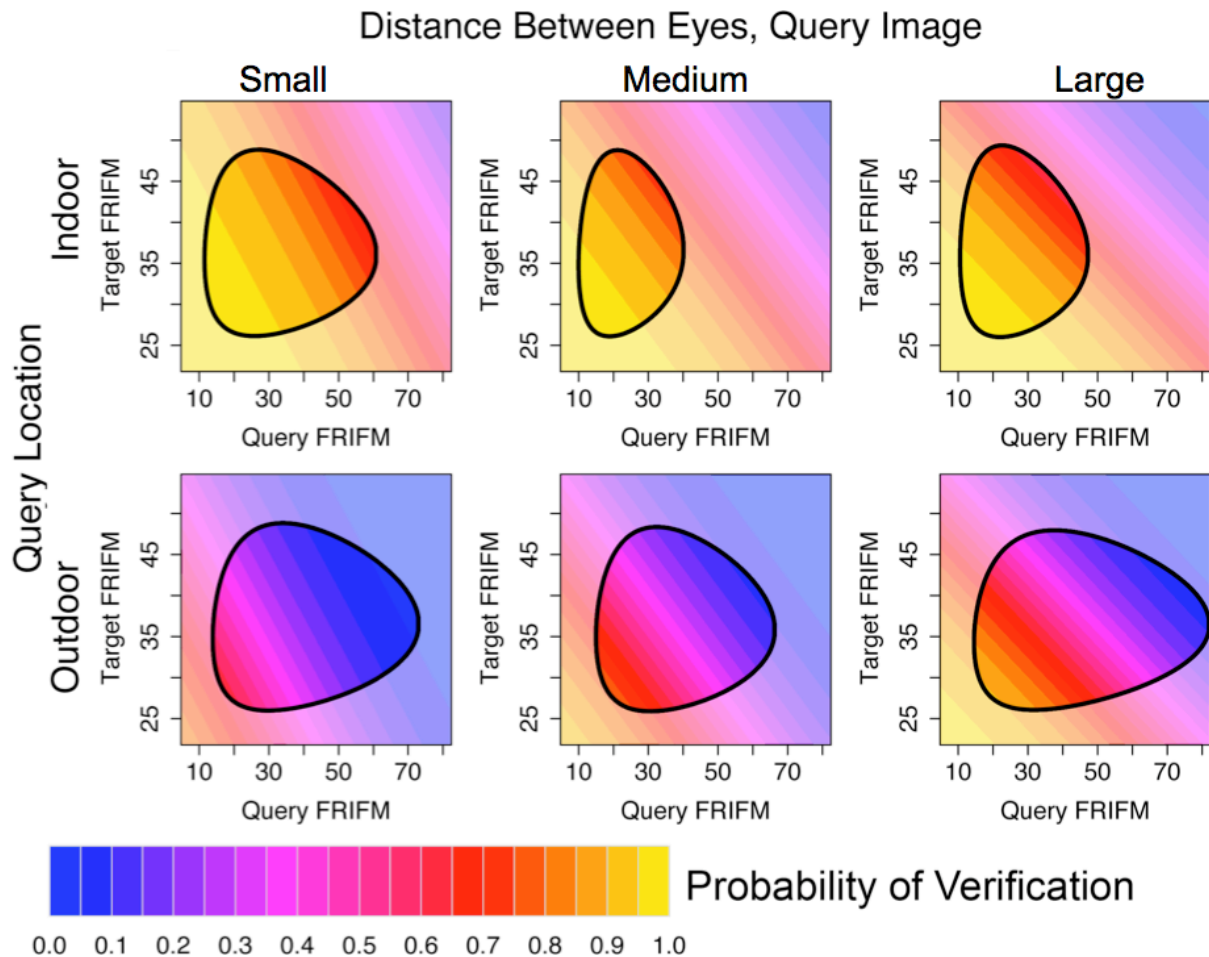 Distance Between Eyes, Query Image
Small Medium Large
Query Location
Indoor
Target FRIFM
45
35
25
10 30 50 70
Query FRIFM
Target FRIFM
45
35
25
10 30 50 70
Query FRIFM
Target FRIFM
45
35
25
10 30 50 70
Query FRIFM
Outdoor
Target FRIFM
45
35
25
10 30 50 70
Query FRIFM
Target FRIFM
45
35
25
10 30 50 70
Query FRIFM
Target FRIFM
45
35
25
10 30 50 70
Query FRIFM
Probability of Verification
0.0 0.1 0.2 0.3 0.4 0.5 0.6 0.7 0.8 0.9 1.0